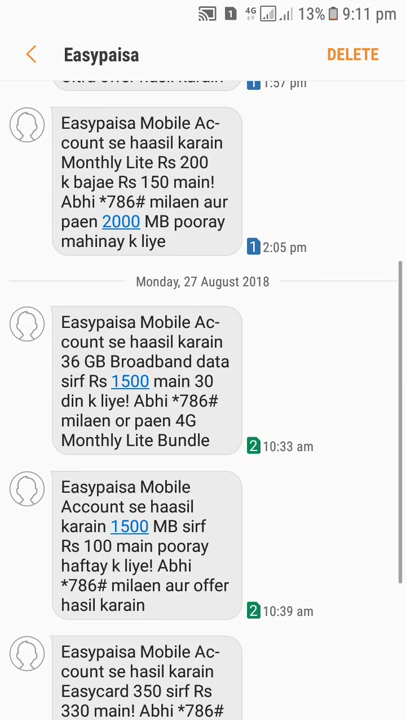 4G 13% 9:11 pm
Easypaisa
DELETE
1:57 pm
Easypaisa Mobile Ac-
count se haasil karain
Monthly Lite Rs 200
k bajae Rs 150 main!
Abhi *786# milaen aur
paen 2000 MB pooray
mahinay k liye
1 2:05 pm
Monday, 27 August 2018
Easypaisa Mobile Ac-
count se haasil karain
36 GB Broadband data
sirf Rs 1500 main 30
din k liye! Abhi *786#
milaen or paen 4G
Monthly Lite Bundle
2 10:33 am
Easypaisa Mobile
Account se haasil
karain 1500 MB sirf
Rs 100 main pooray
haftay k liye! Abhi
*786# milaen aur offer
hasil karain
2 10:39 am
Easypaisa Mobile Ac-
count se hasil karain
Easycard 350 sirf Rs
330 main! Abhi *786#